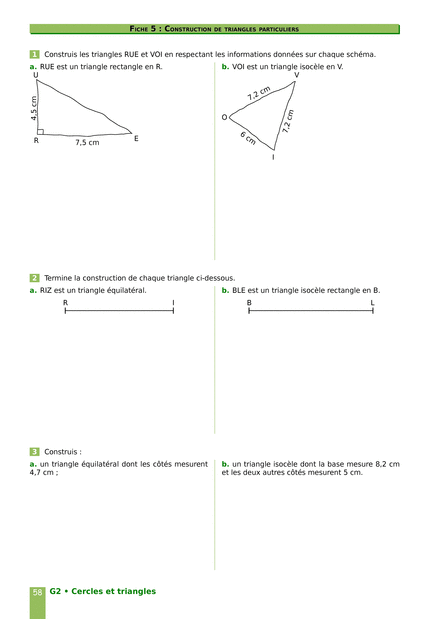 Fiche 5 : Construction de triangles particuliers
1 Construis les triangles RUE et VOI en respectant les informations données sur chaque schéma.
a. RUE est un triangle rectangle en R.
U
4,5 cm
R
7,5 cm
E
b. VOI est un triangle isocèle en V.
V
7,2 cm
O
7,2 cm
6 cm
I
2 Termine la construction de chaque triangle ci-dessous.
a. RIZ est un triangle équilatéral.
R I
b. BLE est un triangle isocèle rectangle en B.
B L
3 Construis :
a. un triangle équilatéral dont les côtés mesurent
4,7 cm ;
b. un triangle isocèle dont la base mesure 8,2 cm
et les deux autres côtés mesurent 5 cm.
58 G2 • Cercles et triangles